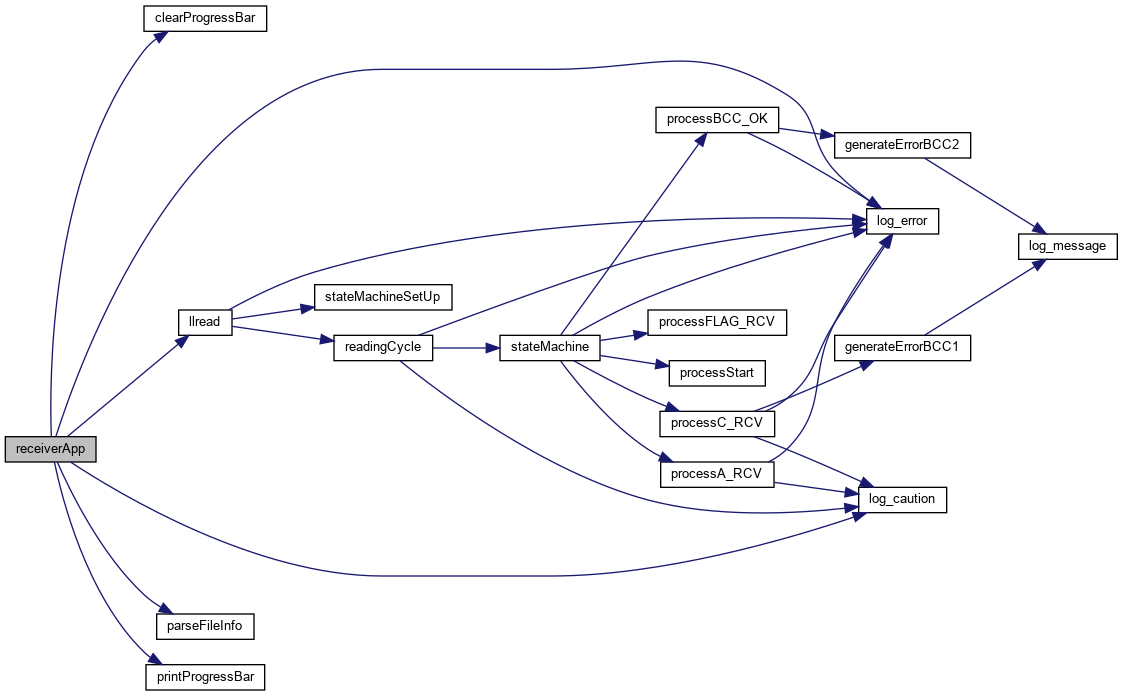 clearProgressBar
processBCC_OK
generateErrorBCC2
log_error
log_message
stateMachineSetUp
llread
processFLAG_RCV
readingCycle
stateMachine
generateErrorBCC1
processStart
processC_RCV
receiverApp
processA_RCV
log_caution
parseFileInfo
printProgressBar